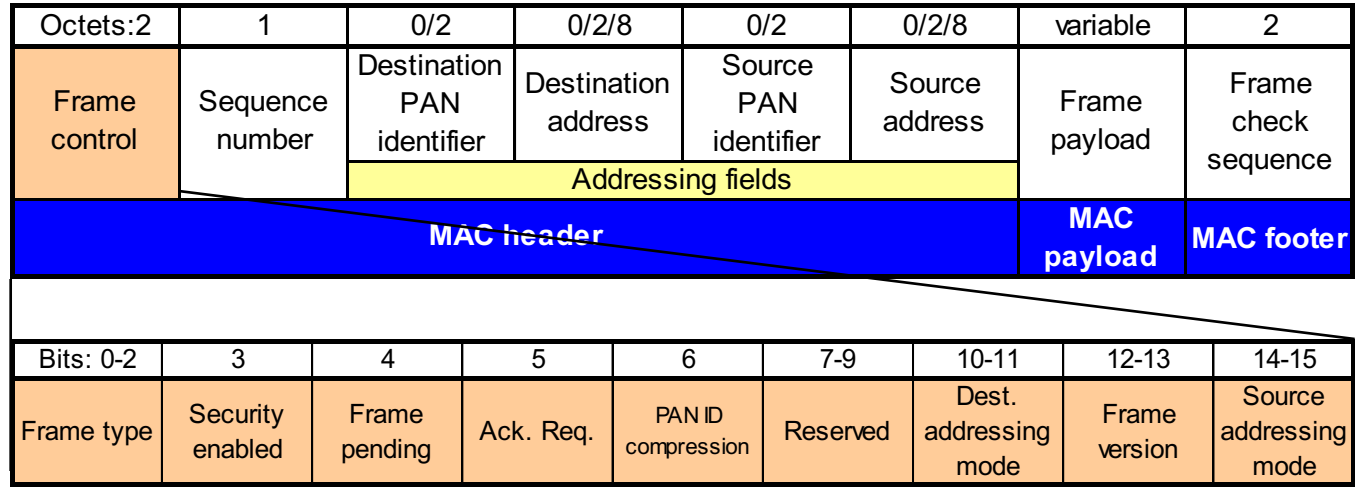 Octets:2 1 0/2 0/2/8 0/2 0/2/8 variable 2
Frame control
Sequence number
Destination PAN identifier
Destination address
Source PAN identifier
Source address
Frame payload
Frame check sequence
Addressing fields
MAC header
MAC payload
MAC footer
Bits: 0-2 3 4 5 6 7-9 10-11 12-13 14-15
Frame type
Security enabled
Frame pending
Ack. Req.
PAN ID compression
Reserved
Dest. addressing mode
Frame version
Source addressing mode